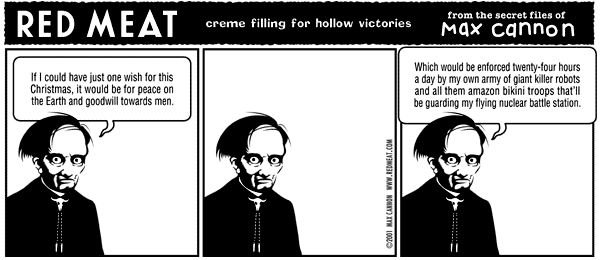 RED MEAT
creme filling for hollow victories
from the secret files of
Max cannon
If I could have just one wish for this
Christmas, it would be for peace on
the Earth and goodwill towards men.
©2001 MAX CANNON WWW.REDMEAT.COM
Which would be enforced twenty-four hours
a day by my own army of giant killer robots
and all them amazon bikini troops that'll
be guarding my flying nuclear battle station.